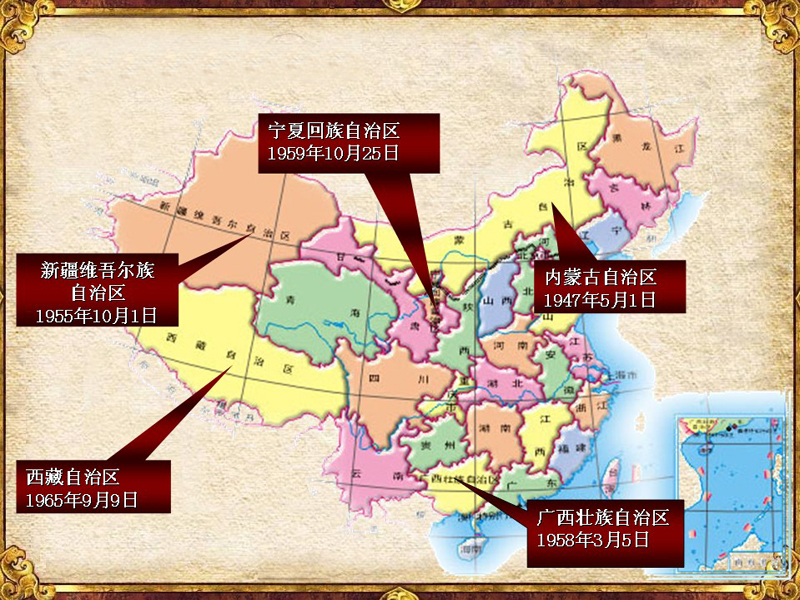 宁夏回族自治区
1959年10月25日
新疆维吾尔族
自治区
1955年10月1日
内蒙古自治区
1947年5月1日
西藏自治区
1965年9月9日
广西壮族自治区
1958年3月5日
黑龙江
吉林
辽宁
内蒙古自治区
新疆维吾尔自治区
甘肃
青海
西藏自治区
陕西
山西
河北
山
河南
江苏
安徽
上海市
四川
重庆市
湖北
湖南
江西
浙江
福建
贵州
云南
广西壮族自治区
广东
海南
台湾